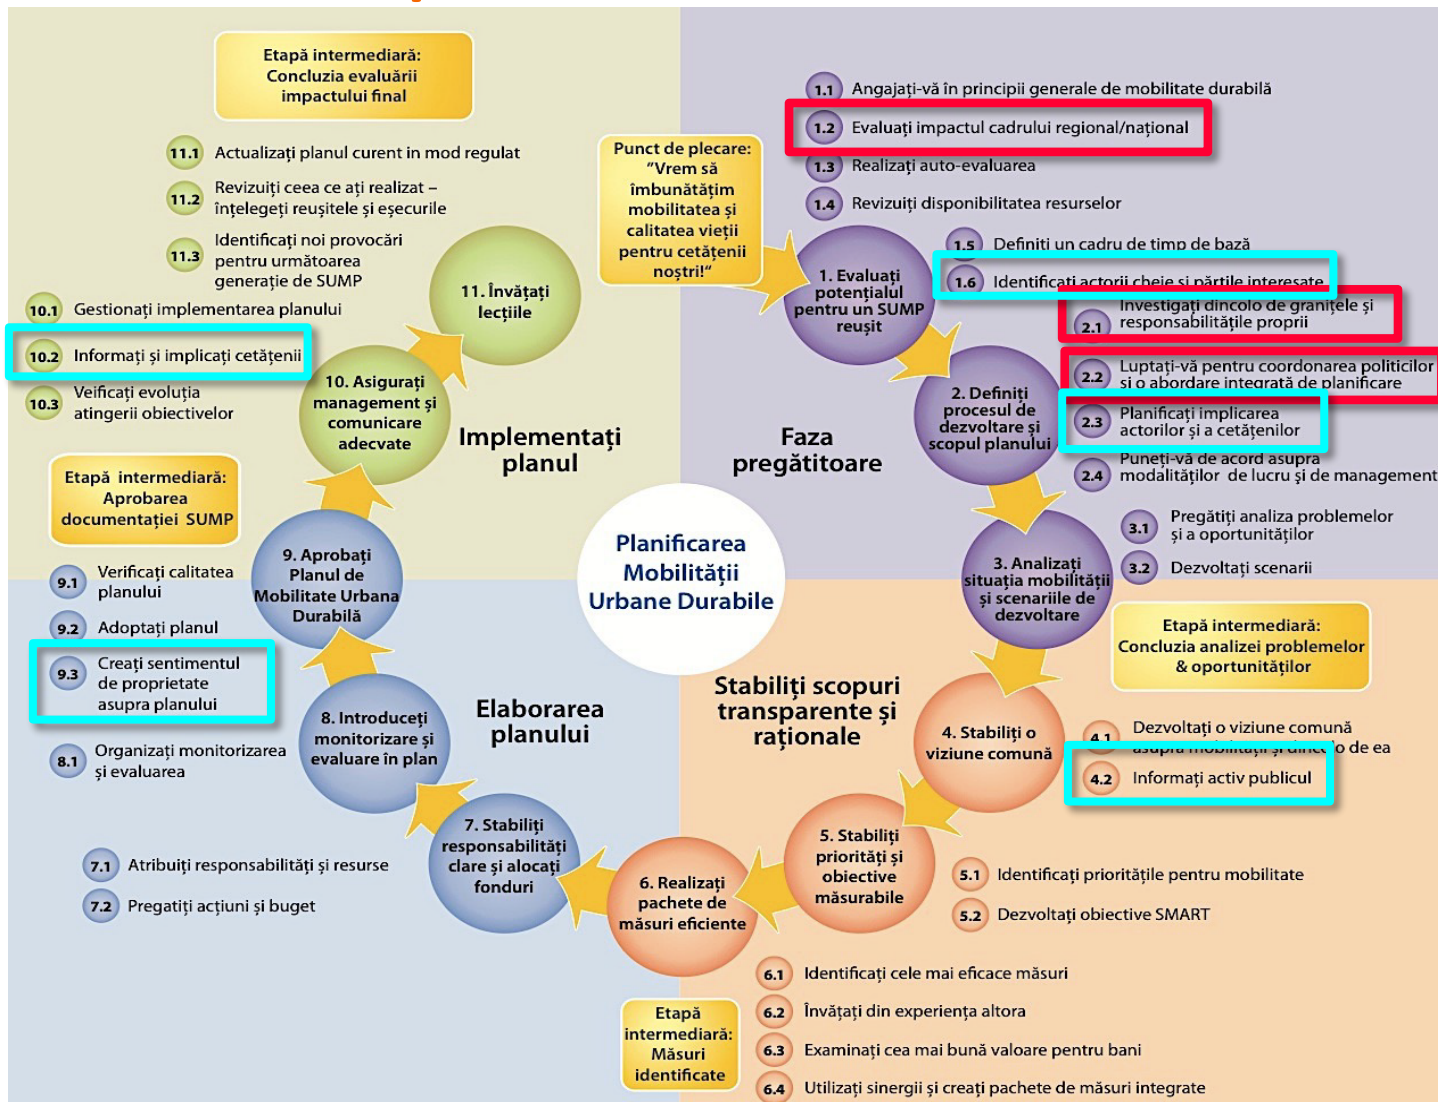 Etapă intermediară:
Concluzia evaluării
impactului final
11.1 Actualizați planul curent in mod regulat
11.2 Revizuiți ceea ce ați realizat –
înțelegeți reușitele și eșecurile
11.3 Identificați noi provocări
pentru următoarea
generație de SUMP
11. Învățați
lecțiile
10.1 Gestionați implementarea planului
10.2 Informați și implicați cetățenii
10.3 Veificați evoluția
atingerii obiectivelor
10. Asigurați
management și
comunicare
adecvate
Implementați
planul
Punct de plecare:
”Vrem să
îmbunătățim
mobilitatea și
calitatea vieții
pentru cetățenii
noștri!“
1.1 Angajați-vă în principii generale de mobilitate durabilă
1.2 Evaluați impactul cadrului regional/național
1.3 Realizați auto-evaluarea
1.4 Revizuiți disponibilitatea resurselor
1.5 Definiți un cadru de timp de bază
1.6 Identificați actorii cheie și părțile interesate
1. Evaluați
potențialul
pentru un SUMP
reușit
2.1 Investigați dincolo de granițele și
responsabilitățile proprii
2.2 Luptați-vă pentru coordonarea politicilor
și o abordare integrată de planificare
2.3 Planificați implicarea
actorilor și a cetățenilor
2.4 Puneți-vă de acord asupra
modalităților de lucru și de management
2. Definiți
procesul de
dezvoltare și
scopul planului
Faza
pregătitoare
3.1 Pregătiți analiza problemelor
și a oportunităților
3.2 Dezvoltați scenarii
3. Analizați
situația mobilității
și scenariile de
dezvoltare
Etapă intermediară:
Concluzia analizei problemelor
& oportunităților
Planificarea
Mobilității
Urbane Durabile
Etapă intermediară:
Aprobarea
documentației SUMP
9. Aprobați
Planul de
Mobilitate Urbana
Durabilă
9.1 Verificați calitatea
planului
9.2 Adoptați planul
9.3 Creați sentimentul
de proprietate
asupra planului
8.1 Organizați monitorizarea
și evaluarea
8. Introduceți
monitorizare și
evaluare în plan
Elaborarea
planului
Stabiliți scopuri
transparente și
raționale
4. Stabiliți o
viziune comună
4.1 Dezvoltați o viziune comună
asupra mobilității și dincolo de ea
4.2 Informați activ publicul
7. Stabiliți
responsabilități
clare și alocați
fonduri
7.1 Atribuiți responsabilități și resurse
7.2 Pregatiți acțiuni și buget
6. Realizați
pachete de
măsuri eficiente
5. Stabiliți
priorități și
obiective
măsurabile
5.1 Identificați prioritățile pentru mobilitate
5.2 Dezvoltați obiective SMART
Etapă
intermediară:
Măsuri
identificate
6.1 Identificați cele mai eficace măsuri
6.2 Învățați din experiența altora
6.3 Examinați cea mai bună valoare pentru bani
6.4 Utilizați sinergii și creați pachete de măsuri integrate